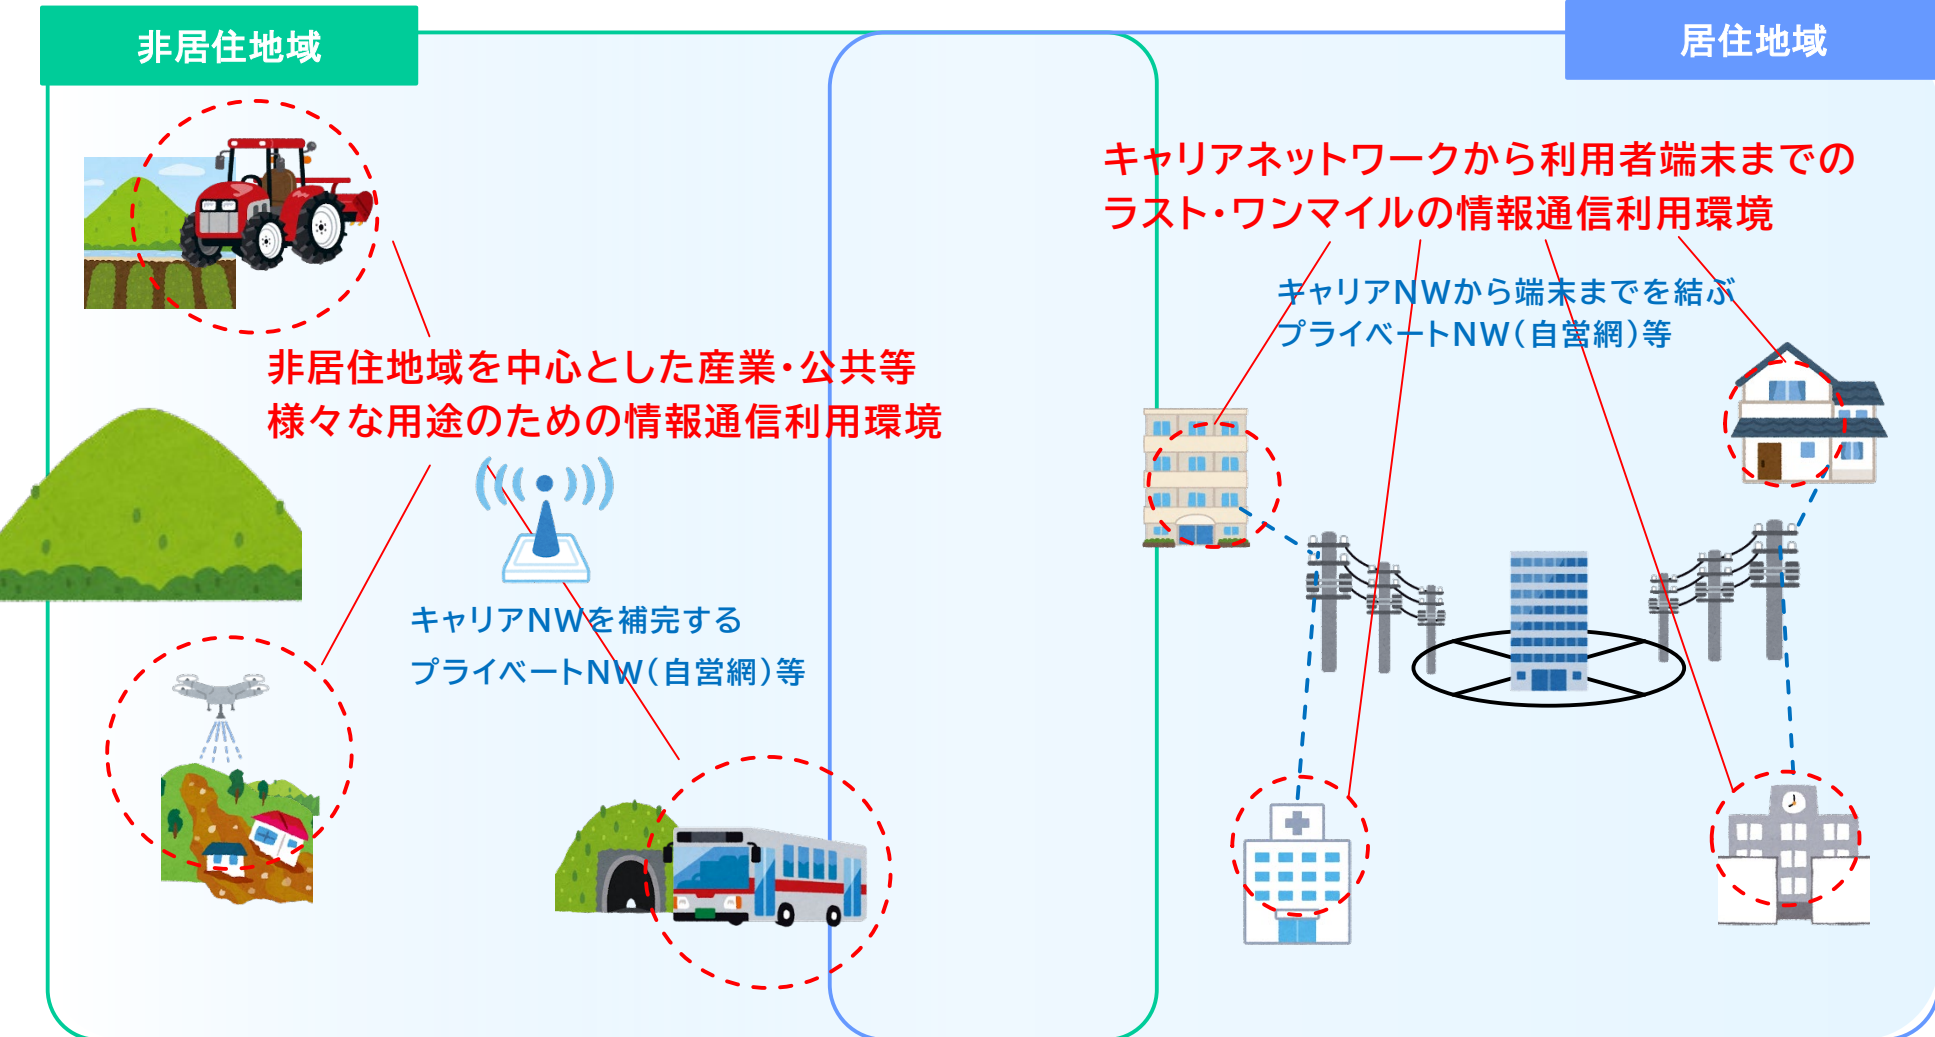 非居住地域
居住地域
キャリアネットワークから利用者端末までの
ラスト・ワンマイルの情報通信利用環境
キャリアNWから端末までを結ぶ
プライベートNW(自営網)等
非居住地域を中心とした産業・公共等
様々な用途のための情報通信利用環境
キャリアNWを補完する
プライベートNW(自営網)等